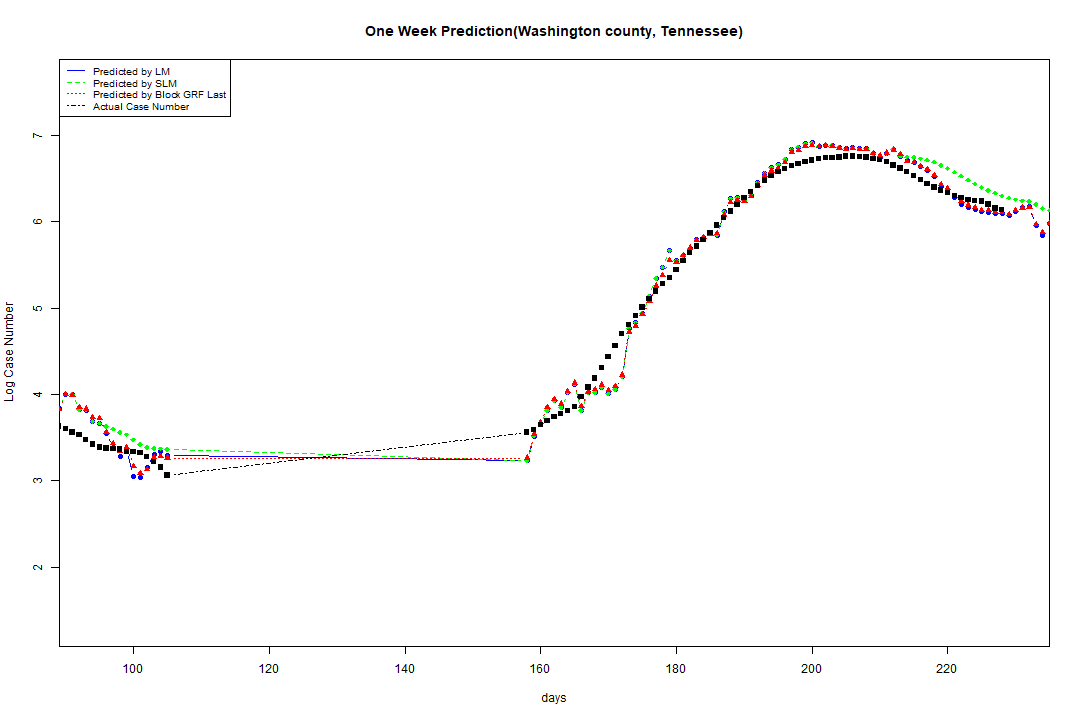 One Week Prediction(Washington county, Tennessee)
Predicted by LM
Predicted by SLM
Predicted by Block GRF Last
Actual Case Number
7
6
5
4
3
2
Log Case Number
100 120 140 160 180 200 220
days